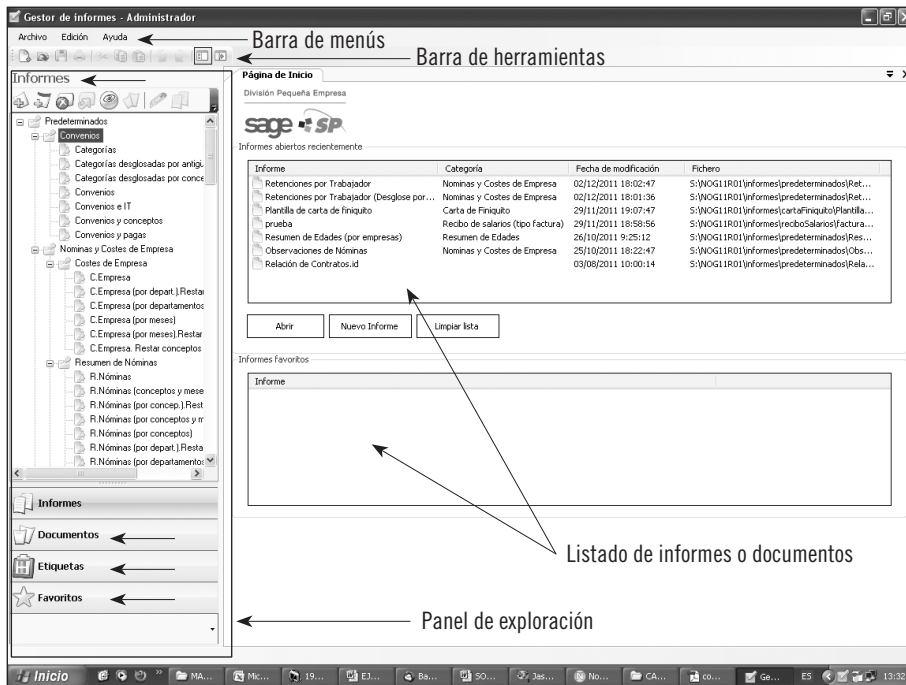 Gestor de informes - Administrador
Archivo Edición Ayuda
Barra de menús
Barra de herramientas
Informes
Página de Inicio
División Pequeña Empresa
sage SP
Informes abiertos recientemente
Informe Categoría Fecha de modificación Fichero
Retenciones por Trabajador Nominas y Costes de Empresa 02/12/2011 18:02:47 S:\NOG11R01\informes\predeterminados\Ret...
Retenciones por Trabajador (Desglose por... Nominas y Costes de Empresa 02/12/2011 18:01:36 S:\NOG11R01\informes\predeterminados\Ret...
Plantilla de carta de finiquito Carta de Finiquito 29/11/2011 19:07:47 S:\NOG11R01\informes\cartaFiniquito\Plantilla...
prueba Recibo de salarios (tipo factura) 29/11/2011 18:58:56 S:\NOG11R01\informes\reciboSalarios\factura...
Resumen de Edades (por empresas) Resumen de Edades 26/10/2011 9:25:12 S:\NOG11R01\informes\predeterminados\Res...
Observaciones de Nóminas Nominas y Costes de Empresa 25/10/2011 18:22:47 S:\NOG11R01\informes\predeterminados\Obs...
Relación de Contratos.id 03/08/2011 10:00:14 S:\NOG11R01\informes\predeterminados\Rela...
Abrir Nuevo Informe Limpiar lista
Informes favoritos
Informe
Predeterminados
Convenios
Categorías
Categorías desglosadas por antigü
Categorías desglosadas por conce
Convenios
Convenios e IT
Convenios y conceptos
Convenios y pagas
Nominas y Costes de Empresa
Costes de Empresa
C.Empresa
C.Empresa (por depart.).Restar
C.Empresa (por departamentos
C.Empresa (por meses)
C.Empresa (por meses).Restar
C.Empresa. Restar conceptos
Resumen de Nóminas
R.Nóminas
R.Nóminas (conceptos y mese
R.Nóminas (por concep.).Rest
R.Nóminas (por conceptos y m
R.Nóminas (por conceptos)
R.Nóminas (por depart.).Resta
R.Nóminas (por departamentos
Informes
Documentos
Etiquetas
Favoritos
Listado de informes o documentos
Panel de exploración
Inicio MA... Mic... 19... EJ... Ba... SO... Jas... No... CA... co... Ge... ES 13:32